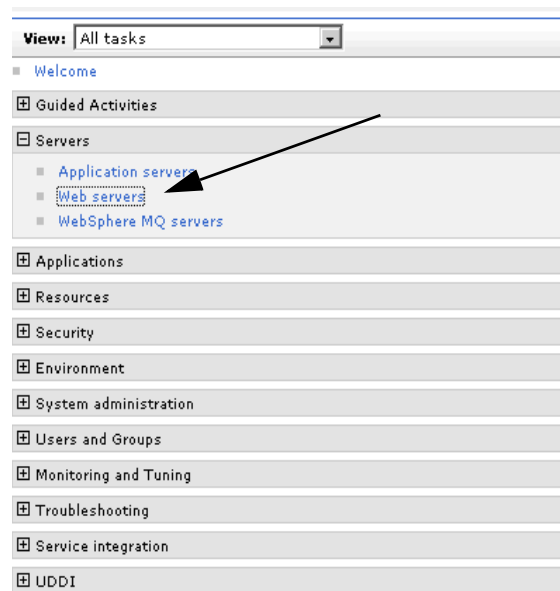 View: All tasks
Welcome
Guided Activities
Servers
Application servers
Web servers
WebSphere MQ servers
Applications
Resources
Security
Environment
System administration
Users and Groups
Monitoring and Tuning
Troubleshooting
Service integration
UDDI